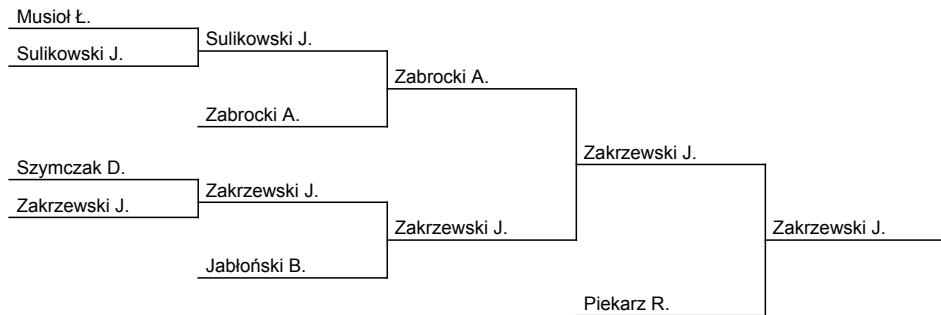 Musioł Ł.
Sulikowski J.
Sulikowski J.
Zabrocki A.
Zabrocki A.
Zakrzewski J.
Szymczak D.
Zakrzewski J.
Zakrzewski J.
Zakrzewski J.
Zakrzewski J.
Jabłoński B.
Piekarz R.